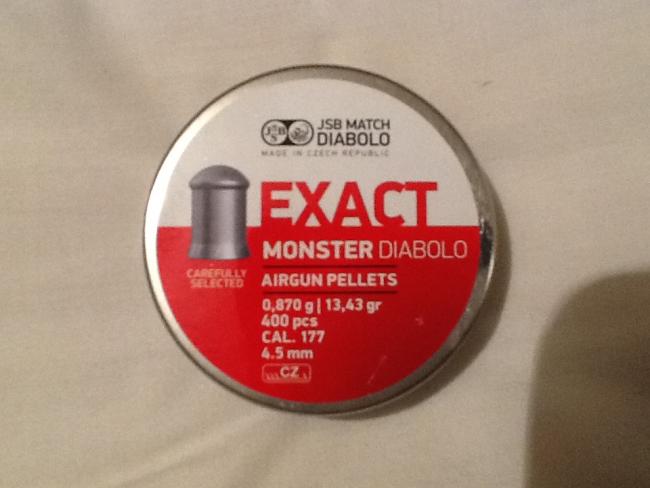 JSB
JSB MATCH
DIABOLO
MADE IN CZECH REPUBLIC
EXACT
MONSTER DIABOLO
CAREFULLY
SELECTED
AIRGUN PELLETS
0,870 g | 13,43 gr
400 pcs
CAL. 177
4.5 mm
CZ